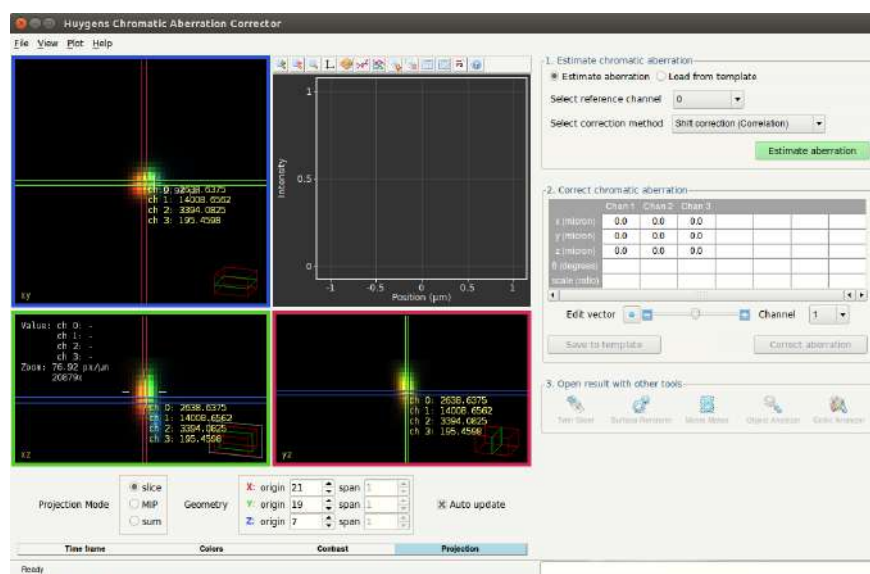 Huygens Chromatic Aberration Corrector
File View Plot Help
xy
ch 0: 2638.6375
ch 1: 14008.6562
ch 2: 3394.0825
ch 3: 195.4598
Intensity
1
0.5
0
-1 -0.5 0 0.5 1
Position (μm)
Value: ch 0: -
ch 1: -
ch 2: -
ch 3: -
Zoom: 76.92 px/μm
20879x
ch 0: 2638.6375
ch 1: 14008.6562
ch 2: 3394.0825
ch 3: 195.4598
xz
ch 0: 2638.6375
ch 1: 14008.6562
ch 2: 3394.0825
ch 3: 195.4598
yz
Projection Mode
slice
MIP
sum
Geometry
X: origin 21 span 1
Y: origin 19 span 1
Z: origin 7 span 1
Auto update
Time frame Colors Contrast Projection
Ready
1. Estimate chromatic aberration
Estimate aberration Load from template
Select reference channel 0
Select correction method Shift correction (Correlation)
Estimate aberration
2. Correct chromatic aberration
Chan 1 Chan 2 Chan 3
x (micron) 0.0 0.0 0.0
y (micron) 0.0 0.0 0.0
z (micron) 0.0 0.0 0.0
θ (degrees)
scale (ratio)
Edit vector Channel 1
Save to template Correct aberration
3. Open result with other tools
Twin Slicer Surface Renderer Movie Maker Object Analyzer